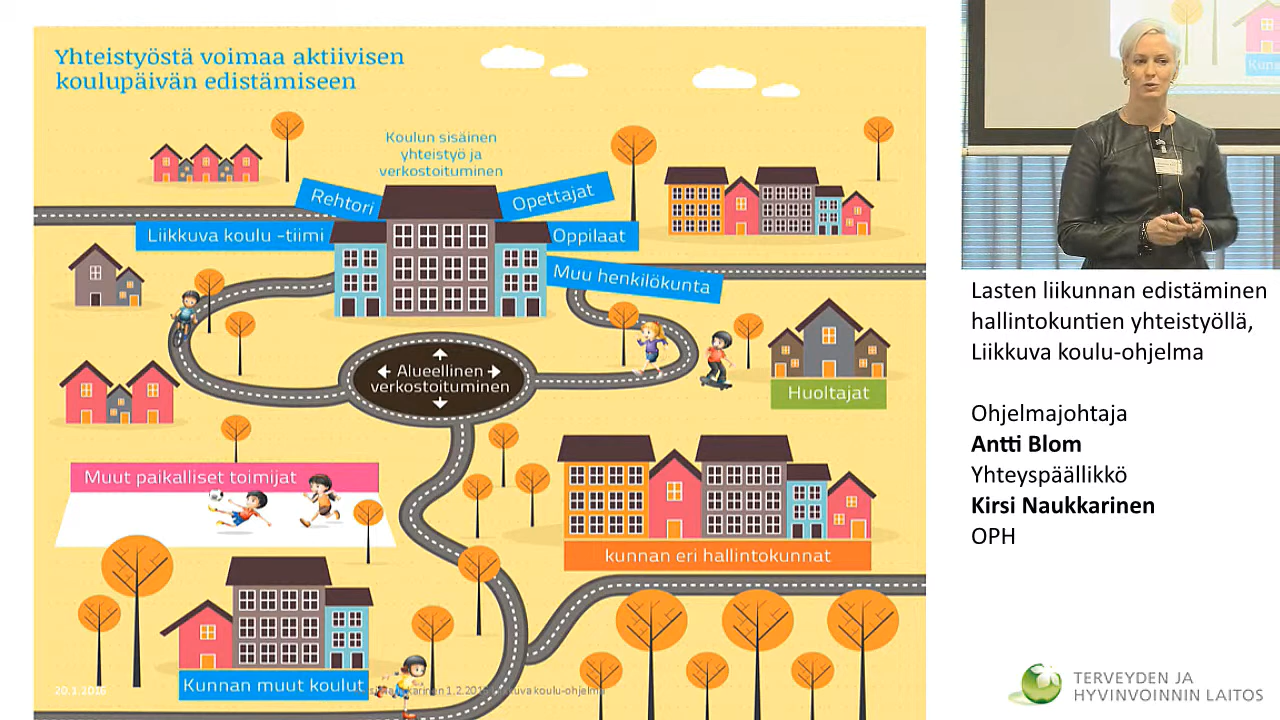 Yhteistyöstä voimaa aktiivisen
koulupäivän edistämiseen
Koulun sisäinen
yhteistyö ja
verkostoituminen
Rehtori
Opettajat
Liikkuva koulu -tiimi
Oppilaat
Muu henkilökunta
Alueellinen
verkostoituminen
Huoltajat
Muut paikalliset toimijat
kunnan eri hallintokunnat
Kunnan muut koulut
20.1.2016
Lasten liikunnan edistäminen
hallintokuntien yhteistyöllä,
Liikkuva koulu-ohjelma
Ohjelmajohtaja
Antti Blom
Yhteyspäällikkö
Kirsi Naukkarinen
OPH
TERVEYDEN JA
HYVINVOINNIN LAITOS